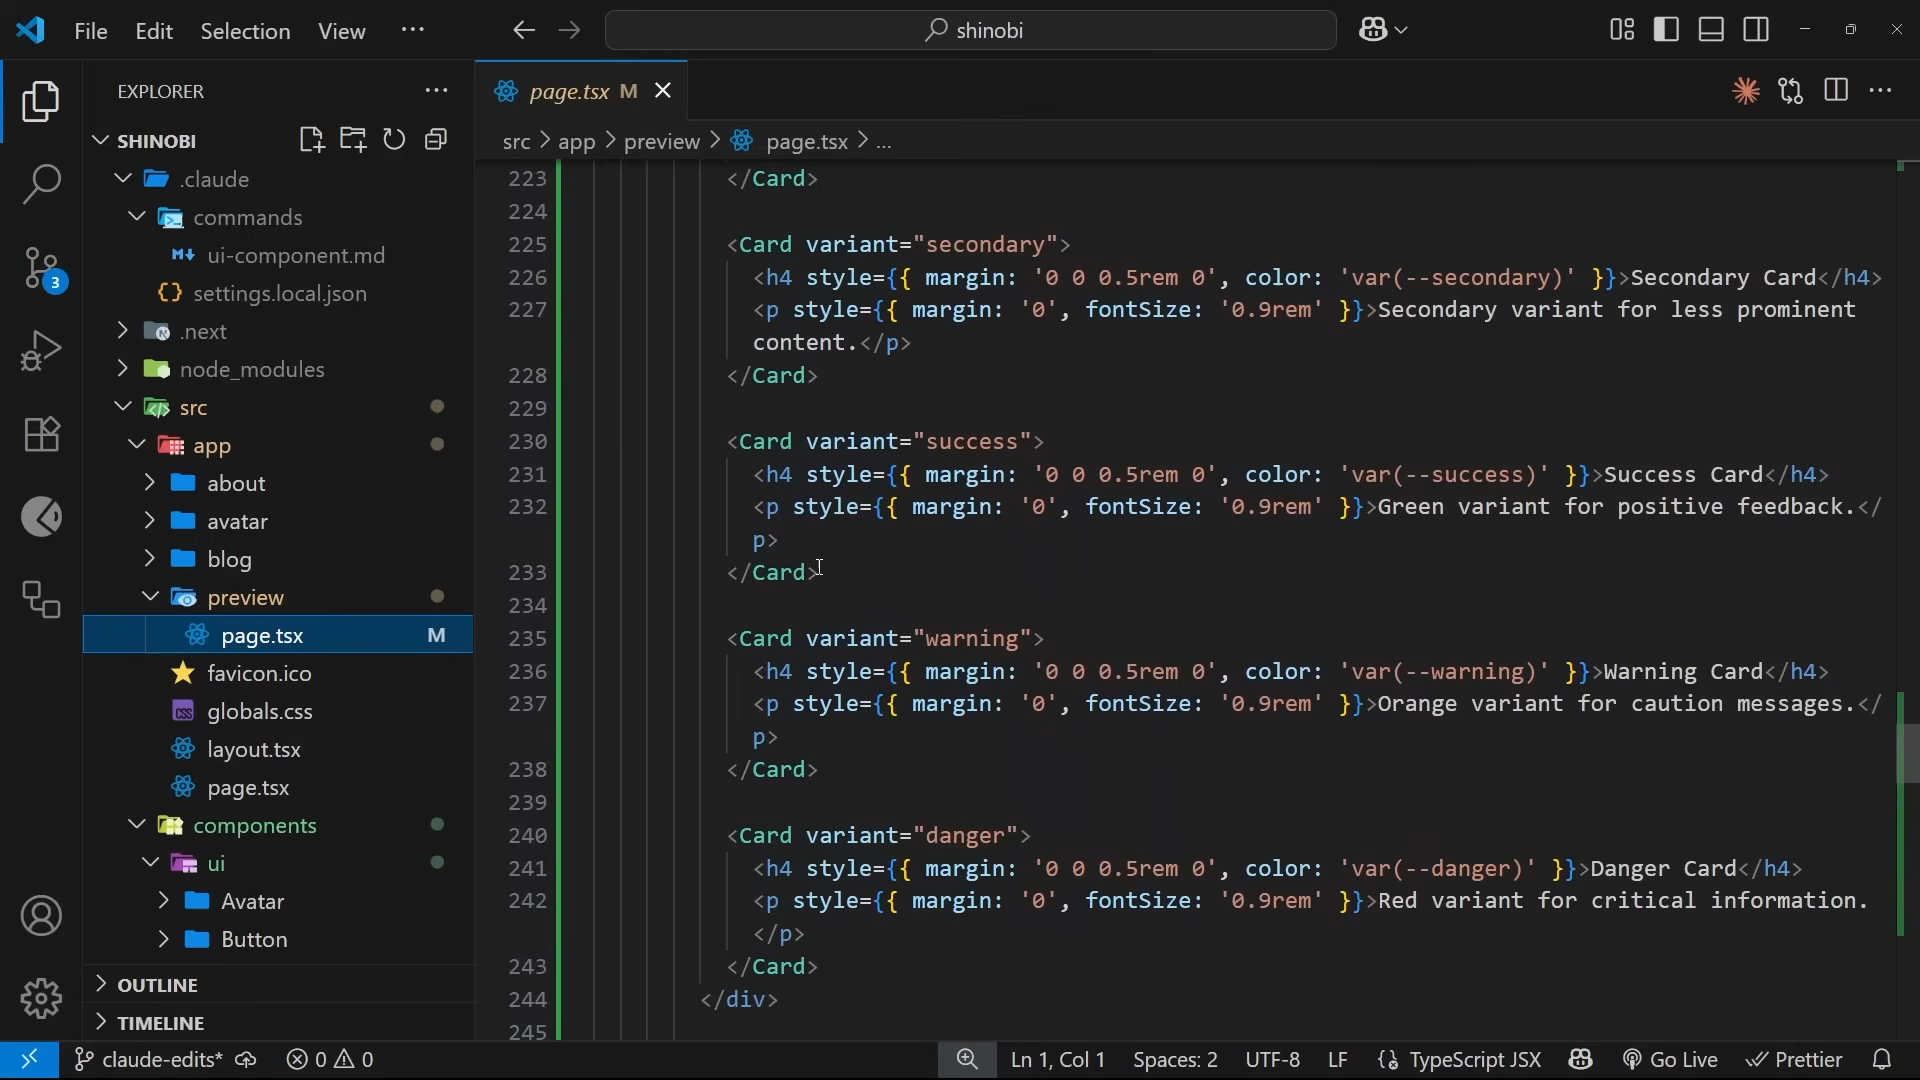 File Edit Selection View ···
shinobi
EXPLORER
page.tsx M
SHINOBI
src > app > preview > page.tsx > ...
.claude
commands
ui-component.md
settings.local.json
.next
node_modules
src
app
about
avatar
blog
preview
page.tsx M
favicon.ico
globals.css
layout.tsx
page.tsx
components
ui
Avatar
Button
OUTLINE
TIMELINE
3
223 </Card>
224
225 <Card variant="secondary">
226 <h4 style={{ margin: '0 0 0.5rem 0', color: 'var(--secondary)' }}>Secondary Card</h4>
227 <p style={{ margin: '0', fontSize: '0.9rem' }}>Secondary variant for less prominent
content.</p>
228 </Card>
229
230 <Card variant="success">
231 <h4 style={{ margin: '0 0 0.5rem 0', color: 'var(--success)' }}>Success Card</h4>
232 <p style={{ margin: '0', fontSize: '0.9rem' }}>Green variant for positive feedback.</
p>
233 </Card>
234
235 <Card variant="warning">
236 <h4 style={{ margin: '0 0 0.5rem 0', color: 'var(--warning)' }}>Warning Card</h4>
237 <p style={{ margin: '0', fontSize: '0.9rem' }}>Orange variant for caution messages.</
p>
238 </Card>
239
240 <Card variant="danger">
241 <h4 style={{ margin: '0 0 0.5rem 0', color: 'var(--danger)' }}>Danger Card</h4>
242 <p style={{ margin: '0', fontSize: '0.9rem' }}>Red variant for critical information.
</p>
243 </Card>
244 </div>
245
claude-edits* 0 0 Ln 1, Col 1 Spaces: 2 UTF-8 LF {} TypeScript JSX Go Live Prettier